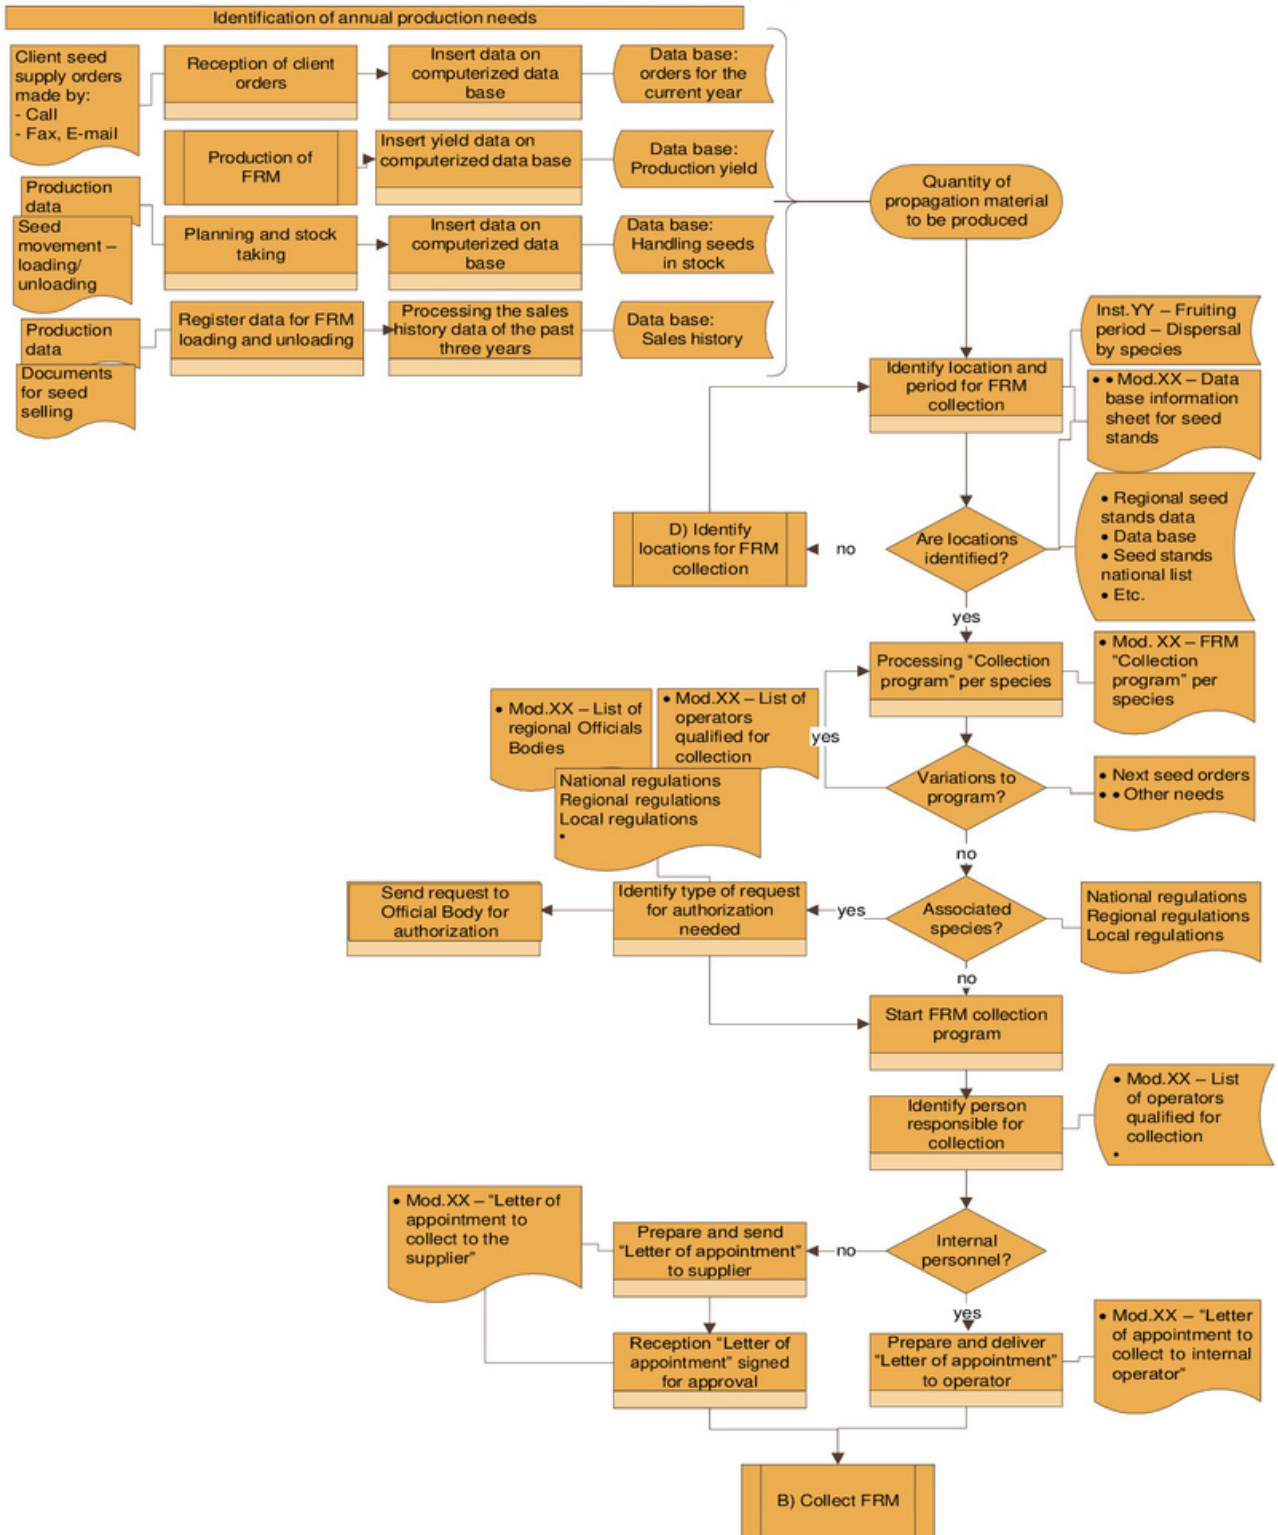 Identification of annual production needs
Client seed
supply orders
made by:
- Call
- Fax, E-mail
Reception of client
orders
Insert data on
computerized data
base
Data base:
orders for the
current year
Production of
FRM
Insert yield data on
computerized data base
Data base:
Production yield
Production
data
Seed
movement –
loading/
unloading
Planning and stock
taking
Insert data on
computerized data
base
Data base:
Handling seeds
in stock
Production
data
Documents
for seed
selling
Register data for FRM
loading and unloading
Processing the sales
history data of the past
three years
Data base:
Sales history
Quantity of
propagation material
to be produced
Inst.YY – Fruiting
period – Dispersal
by species
Identify location and
period for FRM
collection
• • Mod.XX – Data
base information
sheet for seed
stands
D) Identify
locations for FRM
collection
no
Are locations
identified?
• Regional seed
stands data
• Data base
• Seed stands
national list
• Etc.
yes
Processing “Collection
program” per species
• Mod. XX – FRM
“Collection
program” per
species
• Mod.XX – List of
regional Officials
Bodies
• Mod.XX – List of
operators
qualified for
collection
yes
Variations to
program?
• Next seed orders
• • Other needs
National regulations
Regional regulations
Local regulations
•
no
Send request to
Official Body for
authorization
Identify type of request
for authorization
needed
yes
Associated
species?
National regulations
Regional regulations
Local regulations
no
Start FRM collection
program
Identify person
responsible for
collection
• Mod.XX – List
of operators
qualified for
collection
•
• Mod.XX – “Letter of
appointment to
collect to the
supplier”
Prepare and send
“Letter of appointment”
to supplier
no
Internal
personnel?
yes
Reception “Letter of
appointment” signed
for approval
Prepare and deliver
“Letter of appointment”
to operator
• Mod.XX – “Letter
of appointment to
collect to internal
operator”
B) Collect FRM